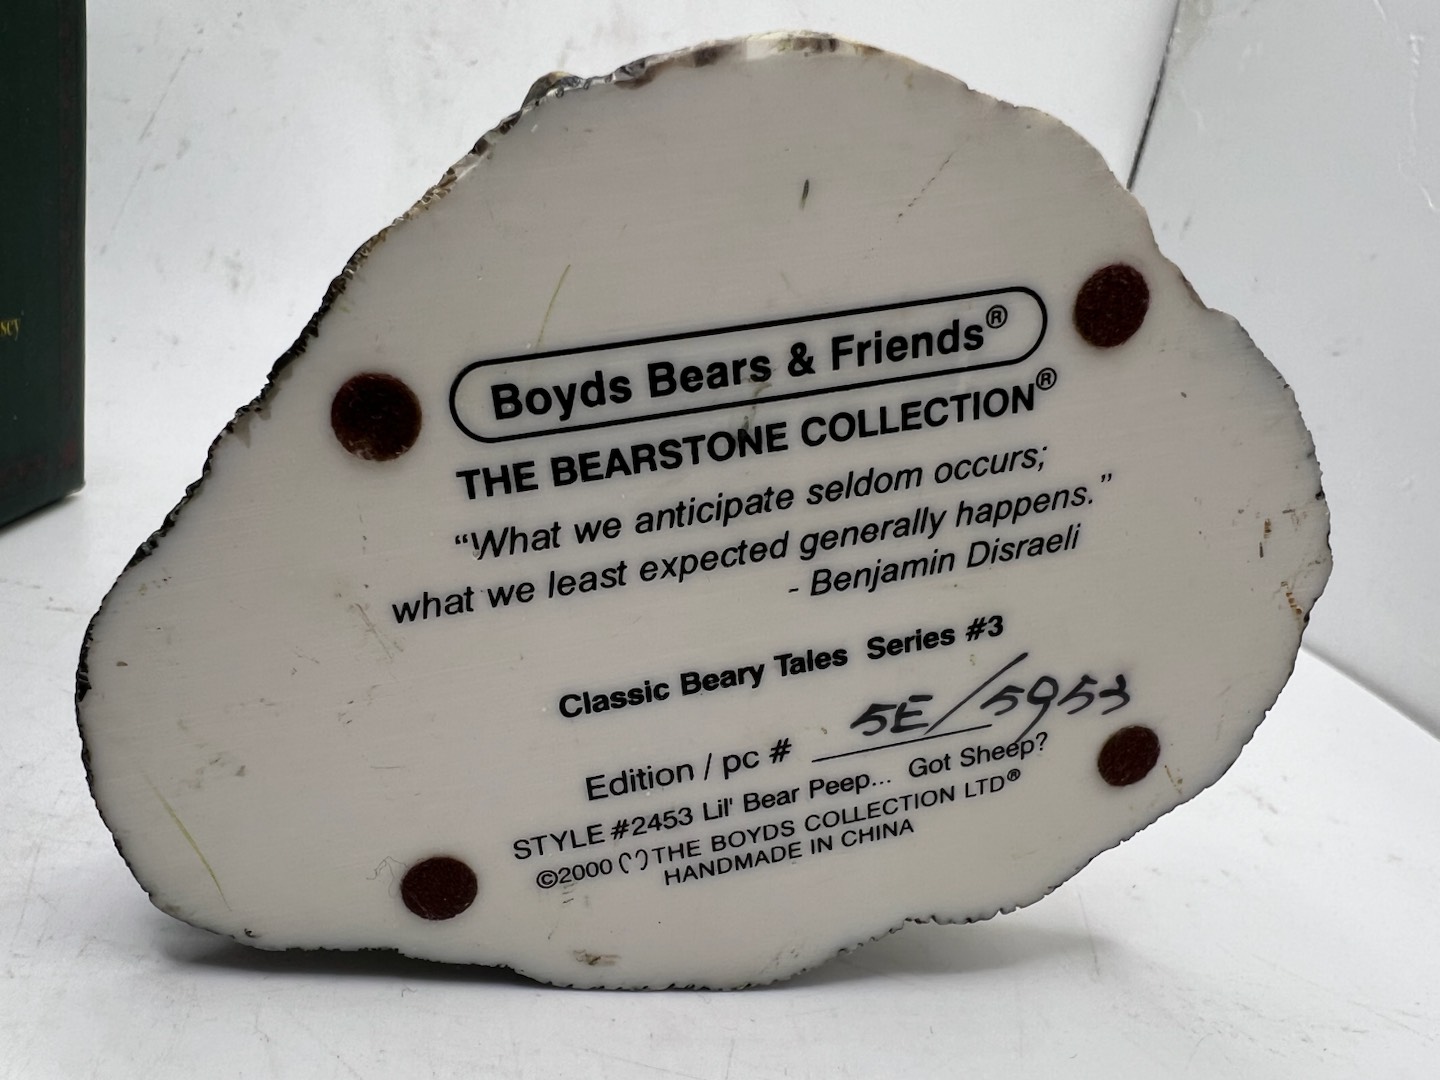 Boyds Bears & Friends®
THE BEARSTONE COLLECTION®
“What we anticipate seldom occurs;
what we least expected generally happens.”
- Benjamin Disraeli
Classic Beary Tales Series #3
Edition / pc # 5E/5953
STYLE #2453 Lil' Bear Peep... Got Sheep?
©2000 THE BOYDS COLLECTION LTD®
HANDMADE IN CHINA